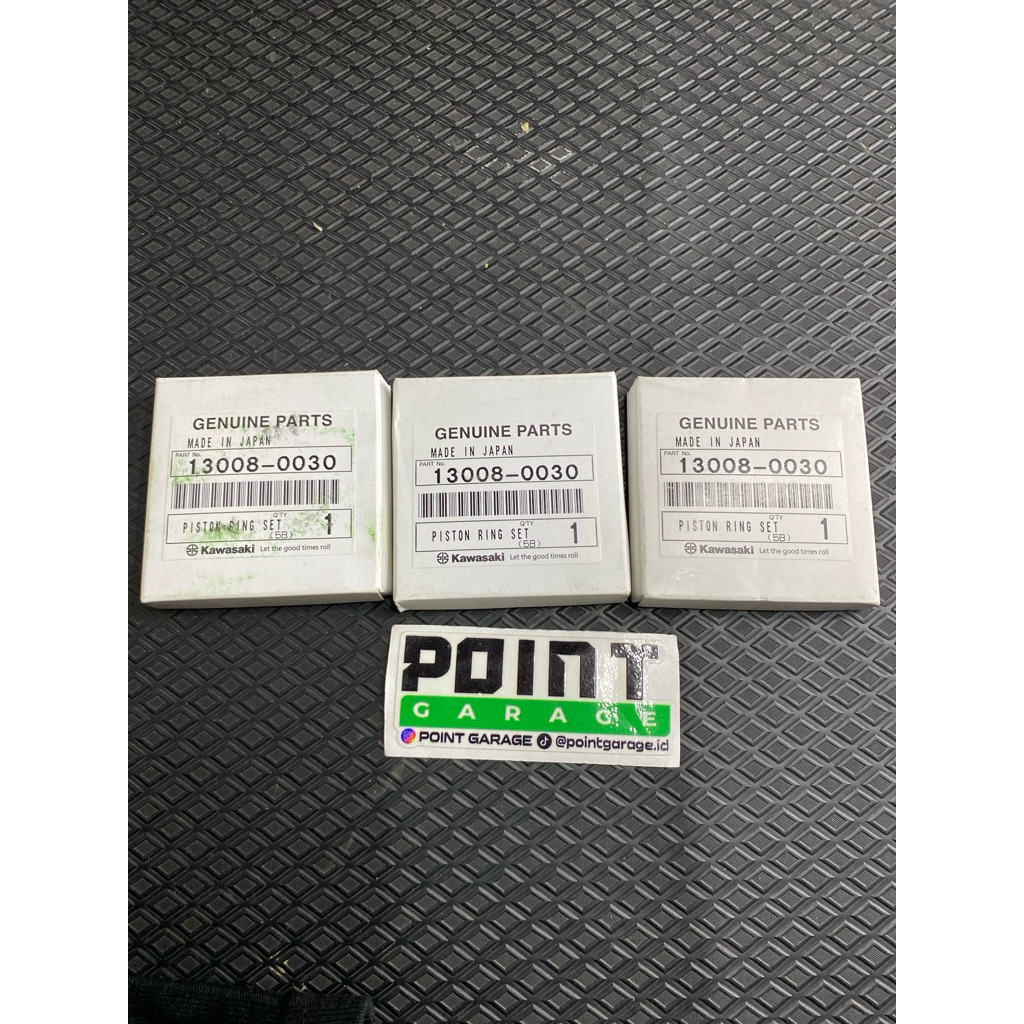 GENUINE PARTS
MADE IN JAPAN
PART No.
13008-0030
PISTON RING SET
(5B)
Q'TY
1
Kawasaki Let the good times roll
GENUINE PARTS
MADE IN JAPAN
PART No.
13008-0030
PISTON RING SET
(5B)
Q'TY
1
Kawasaki Let the good times roll
GENUINE PARTS
MADE IN JAPAN
PART No.
13008-0030
PISTON RING SET
(5B)
Q'TY
1
Kawasaki Let the good times roll
POINT
GARAGE
POINT GARAGE @pointgarage.id